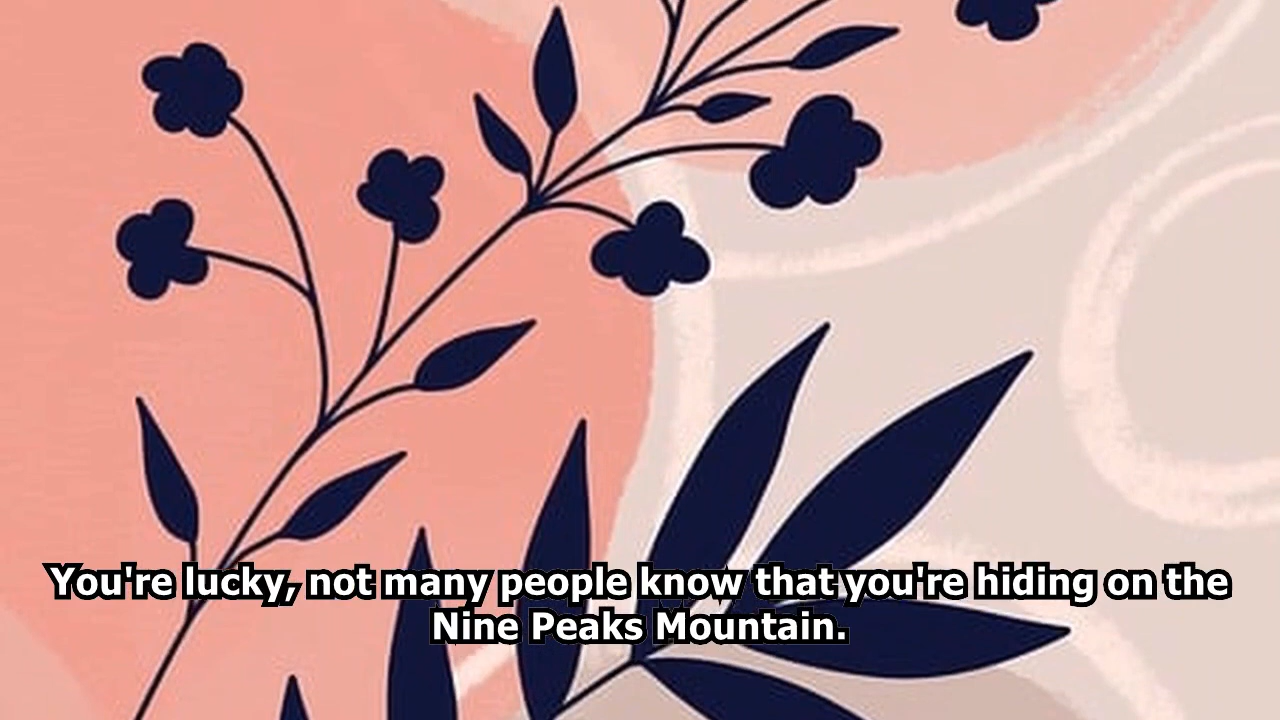 You're lucky, not many people know that you're hiding on the
Nine Peaks Mountain.